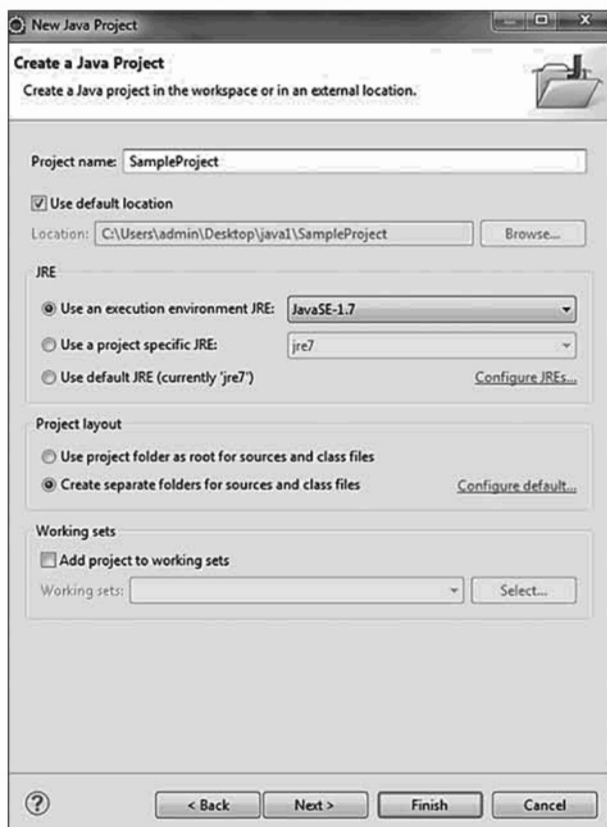 New Java Project
Create a Java Project
Create a Java project in the workspace or in an external location.
Project name: SampleProject
Use default location
Location: C:\Users\admin\Desktop\java1\SampleProject Browse...
JRE
Use an execution environment JRE: JavaSE-1.7
Use a project specific JRE: jre7
Use default JRE (currently 'jre7') Configure JREs...
Project layout
Use project folder as root for sources and class files
Create separate folders for sources and class files Configure default...
Working sets
Add project to working sets
Working sets: Select...
? < Back Next > Finish Cancel